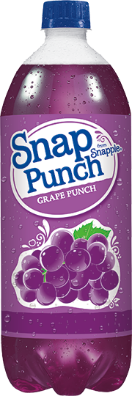 Snap
from Snapple
Punch
GRAPE PUNCH